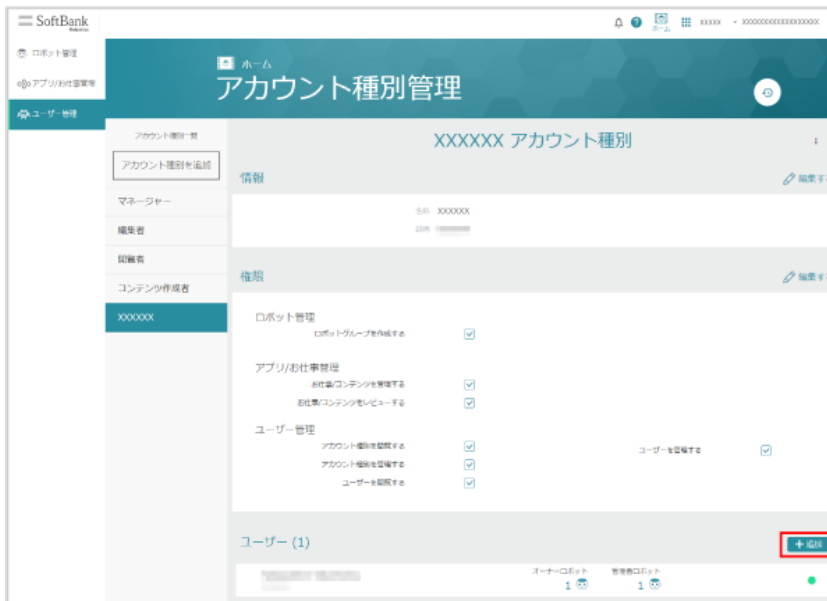 SoftBank
Robotics
ホーム
XXXXX
XXXXXXXXXXXXXXXXXXX
ロボット管理
アプリ/お仕事管理
ユーザー管理
ホーム
アカウント種別管理
アカウント種別一覧
アカウント種別を追加
マネージャー
編集者
閲覧者
コンテンツ作成者
XXXXXX
XXXXXX アカウント種別
情報
編集す
名称 XXXXXX
説明
権限
編集す
ロボット管理
ロボットグループを作成する
アプリ/お仕事管理
お仕事/コンテンツを管理する
お仕事/コンテンツをレビューする
ユーザー管理
アカウント種別を閲覧する
ユーザーを管理する
アカウント種別を管理する
ユーザーを閲覧する
ユーザー (1)
+ 追加
オーナーロボット 管理者ロボット
1 1